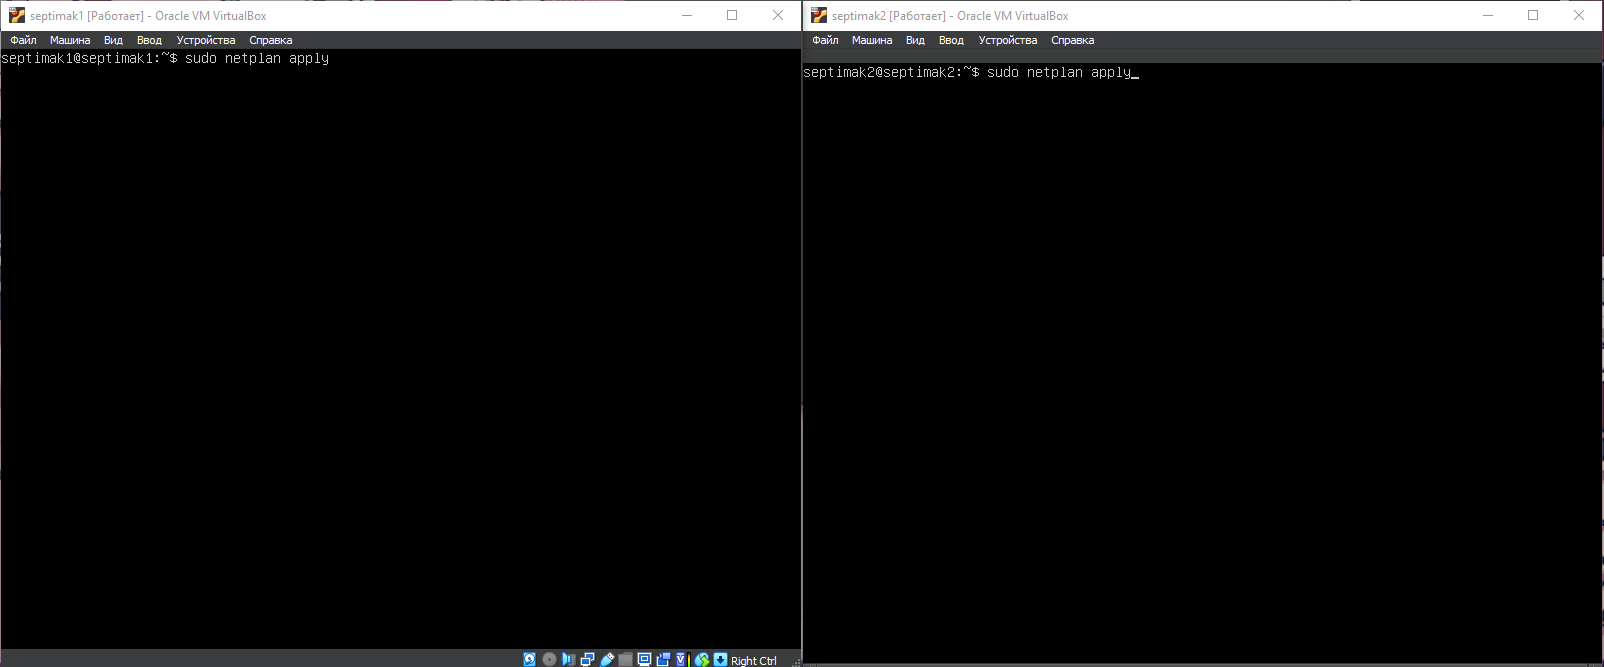 septimak1 [Работает] - Oracle VM VirtualBox
Файл Машина Вид Ввод Устройства Справка
septimak1@septimak1:~$ sudo netplan apply
Right Ctrl
septimak2 [Работает] - Oracle VM VirtualBox
Файл Машина Вид Ввод Устройства Справка
septimak2@septimak2:~$ sudo netplan apply_